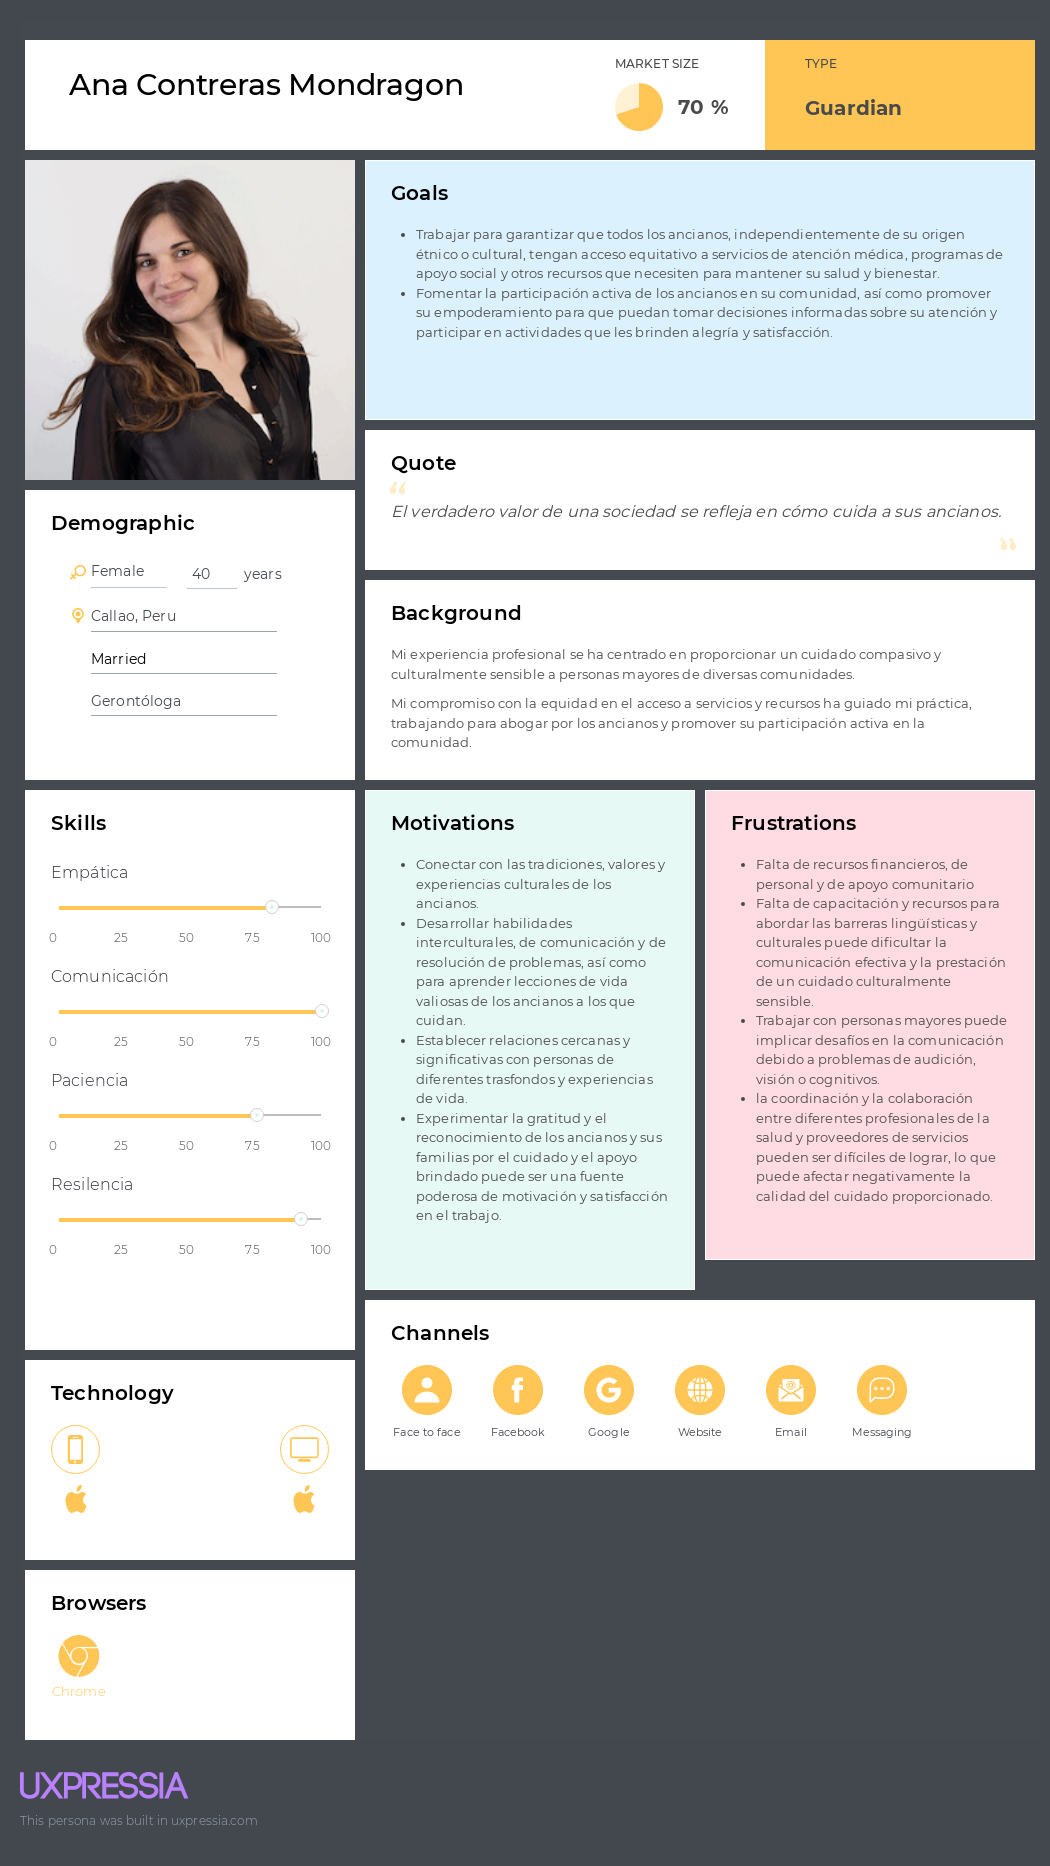 Ana Contreras Mondragon
MARKET SIZE
70 %
TYPE
Guardian
Goals
Trabajar para garantizar que todos los ancianos, independientemente de su origen
étnico o cultural, tengan acceso equitativo a servicios de atención médica, programas de
apoyo social y otros recursos que necesiten para mantener su salud y bienestar.
Fomentar la participación activa de los ancianos en su comunidad, así como promover
su empoderamiento para que puedan tomar decisiones informadas sobre su atención y
participar en actividades que les brinden alegría y satisfacción.
Quote
“
El verdadero valor de una sociedad se refleja en cómo cuida a sus ancianos.
”
Demographic
Female 40 years
Callao, Peru
Married
Gerontóloga
Background
Mi experiencia profesional se ha centrado en proporcionar un cuidado compasivo y
culturalmente sensible a personas mayores de diversas comunidades.
Mi compromiso con la equidad en el acceso a servicios y recursos ha guiado mi práctica,
trabajando para abogar por los ancianos y promover su participación activa en la
comunidad.
Skills
Empática
0 25 50 75 100
Comunicación
0 25 50 75 100
Paciencia
0 25 50 75 100
Resilencia
0 25 50 75 100
Motivations
Conectar con las tradiciones, valores y
experiencias culturales de los
ancianos.
Desarrollar habilidades
interculturales, de comunicación y de
resolución de problemas, así como
para aprender lecciones de vida
valiosas de los ancianos a los que
cuidan.
Establecer relaciones cercanas y
significativas con personas de
diferentes trasfondos y experiencias
de vida.
Experimentar la gratitud y el
reconocimiento de los ancianos y sus
familias por el cuidado y el apoyo
brindado puede ser una fuente
poderosa de motivación y satisfacción
en el trabajo.
Frustrations
Falta de recursos financieros, de
personal y de apoyo comunitario
Falta de capacitación y recursos para
abordar las barreras lingüísticas y
culturales puede dificultar la
comunicación efectiva y la prestación
de un cuidado culturalmente
sensible.
Trabajar con personas mayores puede
implicar desafíos en la comunicación
debido a problemas de audición,
visión o cognitivos.
la coordinación y la colaboración
entre diferentes profesionales de la
salud y proveedores de servicios
pueden ser difíciles de lograr, lo que
puede afectar negativamente la
calidad del cuidado proporcionado.
Channels
Face to face Facebook Google Website Email Messaging
Technology
Browsers
Chrome
UXPRESSIA
This persona was built in uxpressia.com